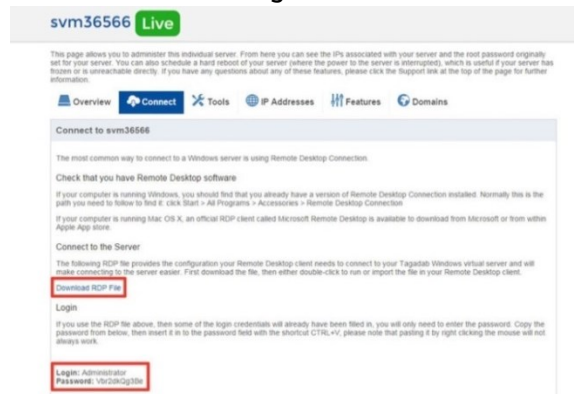 svm36566 Live
This page allows you to administer this individual server. From here you can see the IPs associated with your server and the root password originally
set for your server. You can also schedule a hard reboot of your server (where the power to the server is interrupted), which is useful if your server has
frozen or is unreachable directly. If you have any questions about any of these features, please click the Support link at the top of the page for further
information.
Overview Connect Tools IP Addresses Features Domains
Connect to svm36566
The most common way to connect to a Windows server is using Remote Desktop Connection.
Check that you have Remote Desktop software
If your computer is running Windows, you should find that you already have a version of Remote Desktop Connection installed. Normally this is the
path you need to follow to find it: click Start > All Programs > Accessories > Remote Desktop Connection
If your computer is running Mac OS X, an official RDP client called Microsoft Remote Desktop is available to download from Microsoft or from within
Apple App store.
Connect to the Server
The following RDP file provides the configuration your Remote Desktop client needs to connect to your Tagadab Windows virtual server and will
make connecting to the server easier. First download the file, then either double-click to run or import the file in your Remote Desktop client.
Download RDP File
Login
If you use the RDP file above, then some of the login credentials will already have been filled in, you will only need to enter the password. Copy the
password from below, then insert it in to the password field with the shortcut CTRL+V, please note that pasting it by right clicking the mouse will not
always work.
Login: Administrator
Password: